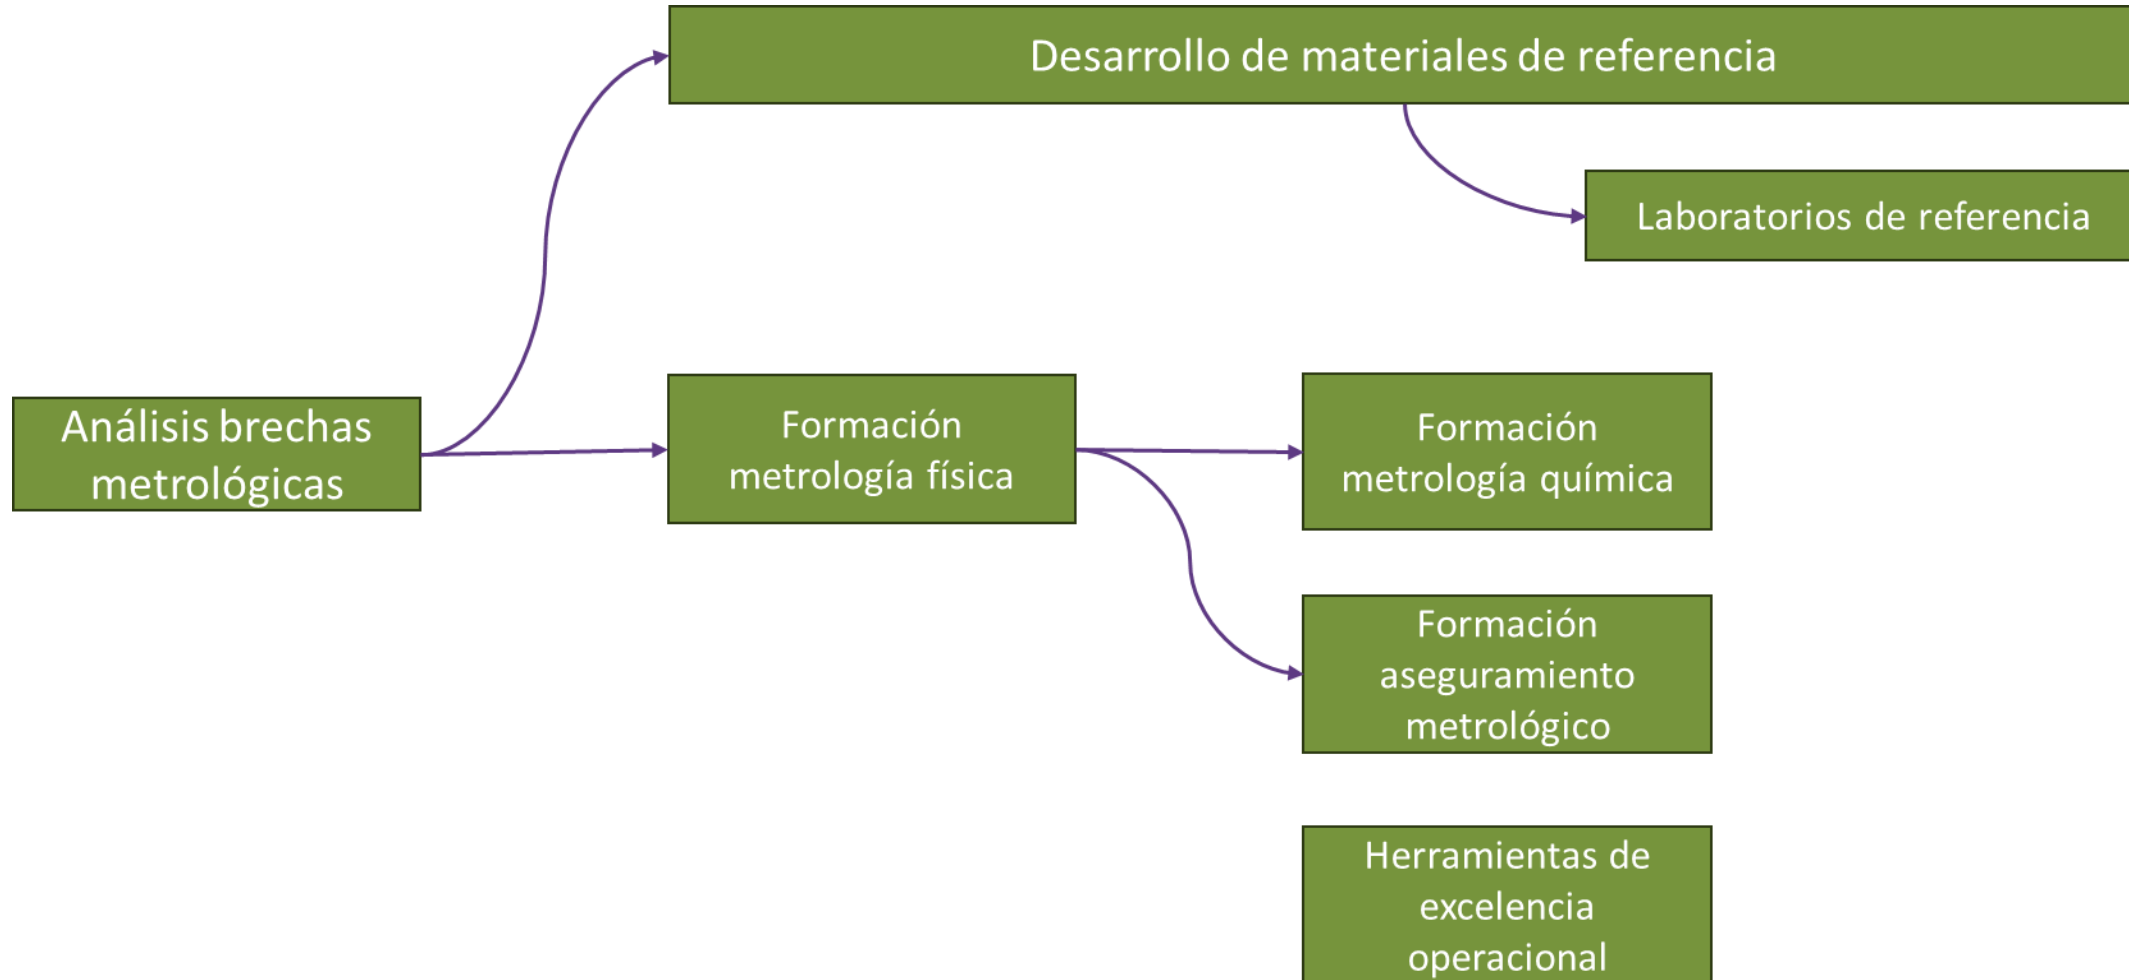 Desarrollo de materiales de referencia
Laboratorios de referencia
Análisis brechas
metrológicas
Formación
metrología física
Formación
metrología química
Formación
aseguramiento
metrológico
Herramientas de
excelencia
operacional